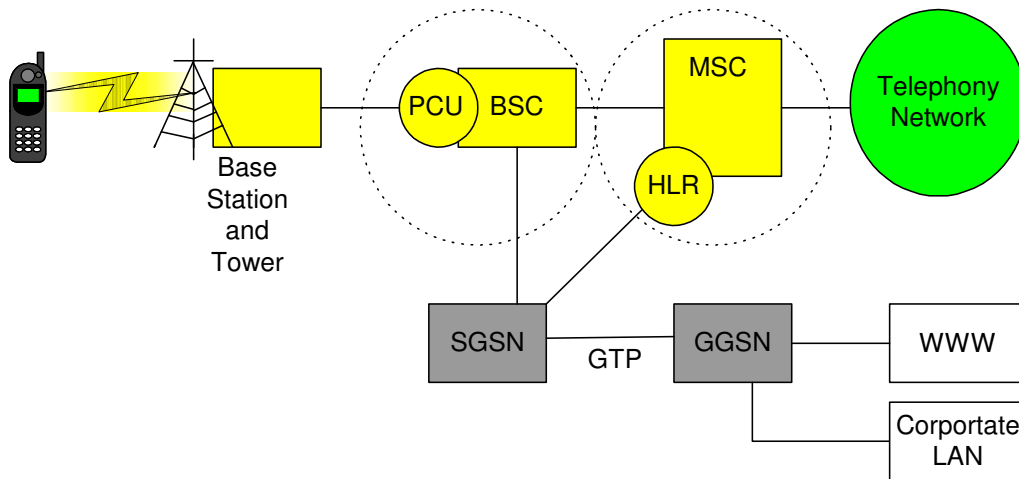 MSC
PCU
BSC
Telephony
Network
Base
Station
and
Tower
HLR
SGSN
GTP
GGSN
WWW
Corportate
LAN